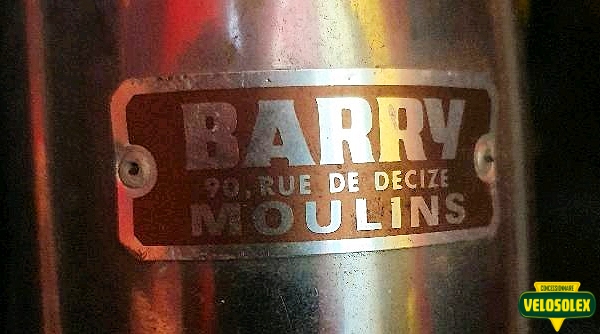 BARRY
90, RUE DE DECIZE
MOULINS
CONCESSIONNAIRE
VELOSOLEX